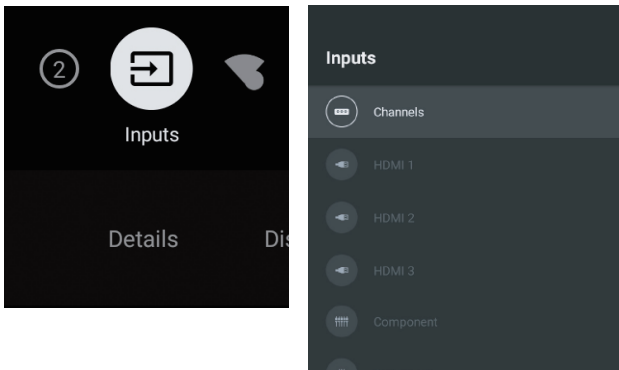 2
Inputs
Details
Dis
Inputs
Channels
HDMI 1
HDMI 2
HDMI 3
Component